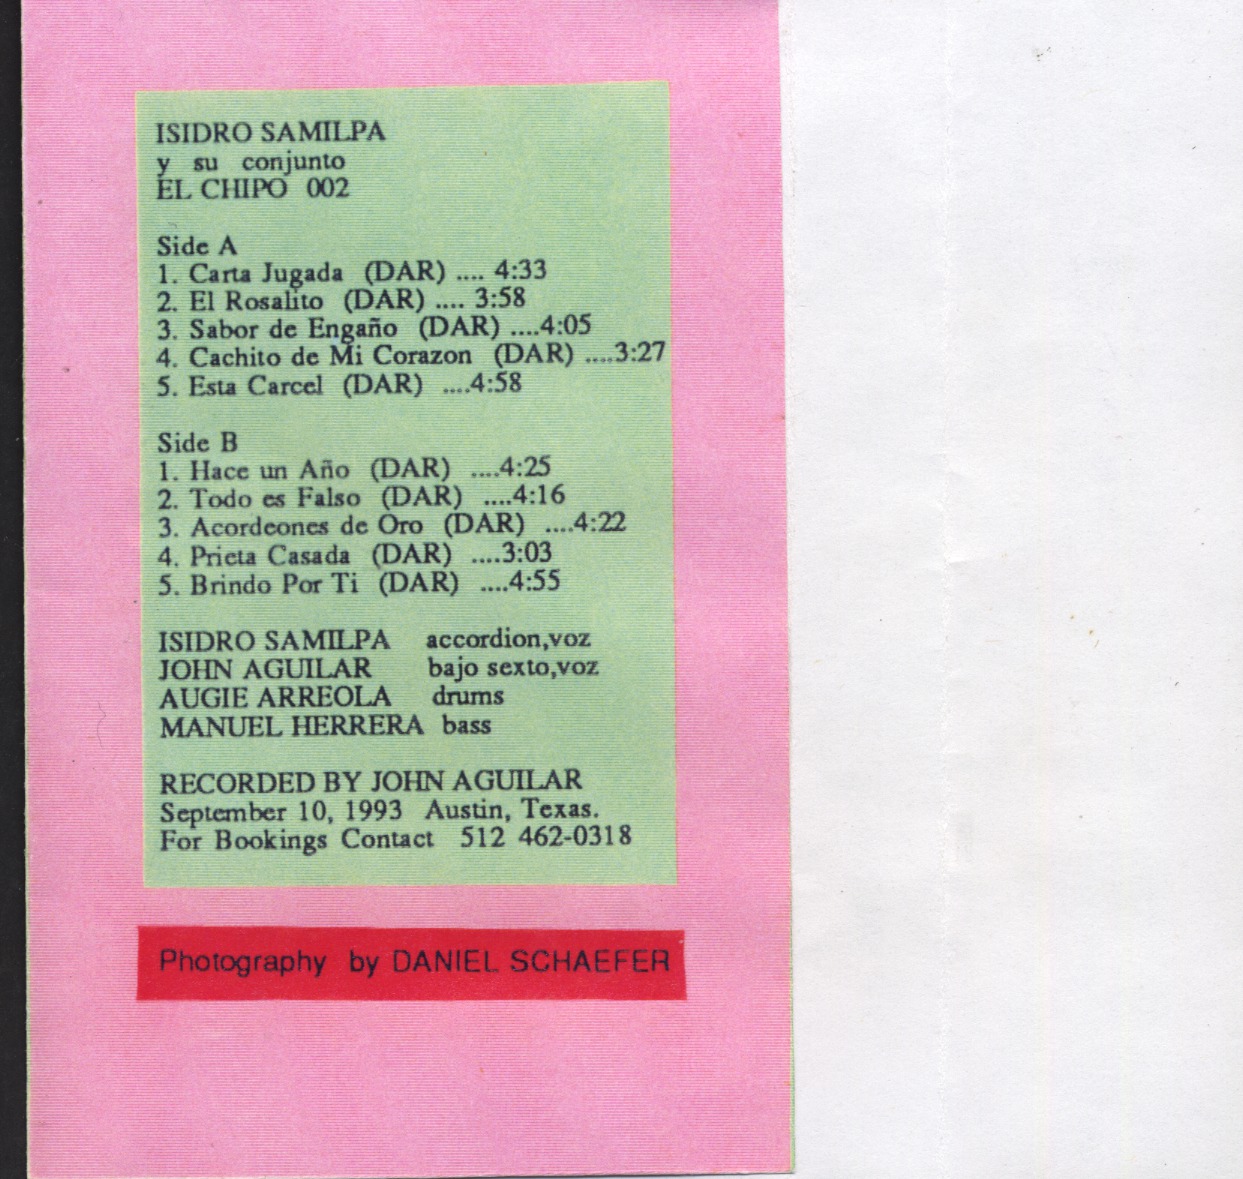 ISIDRO SAMILPA
y su conjunto
EL CHIPO 002
Side A
1. Carta Jugada (DAR) .... 4:33
2. El Rosalito (DAR) .... 3:58
3. Sabor de Engaño (DAR) ....4:05
4. Cachito de Mi Corazon (DAR) ....3:27
5. Esta Carcel (DAR) ....4:58
Side B
1. Hace un Año (DAR) ....4:25
2. Todo es Falso (DAR) ....4:16
3. Acordeones de Oro (DAR) ....4:22
4. Prieta Casada (DAR) ....3:03
5. Brindo Por Ti (DAR) ....4:55
ISIDRO SAMILPA accordion,voz
JOHN AGUILAR bajo sexto,voz
AUGIE ARREOLA drums
MANUEL HERRERA bass
RECORDED BY JOHN AGUILAR
September 10, 1993 Austin, Texas.
For Bookings Contact 512 462-0318
Photography by DANIEL SCHAEFER